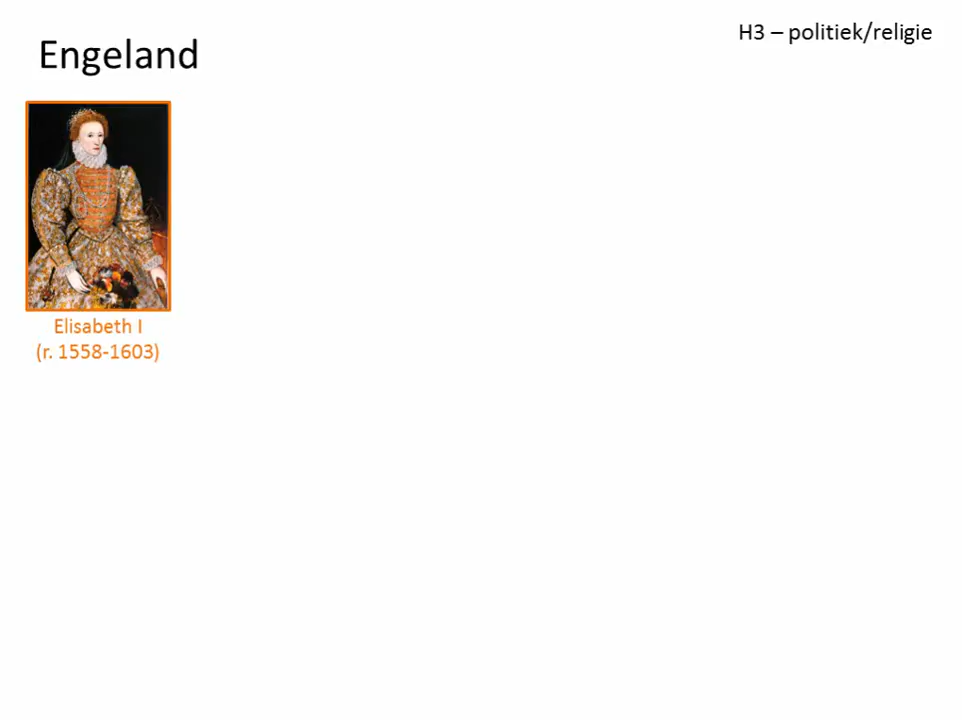 H3 – politiek/religie
Engeland
Elisabeth I
(r. 1558-1603)